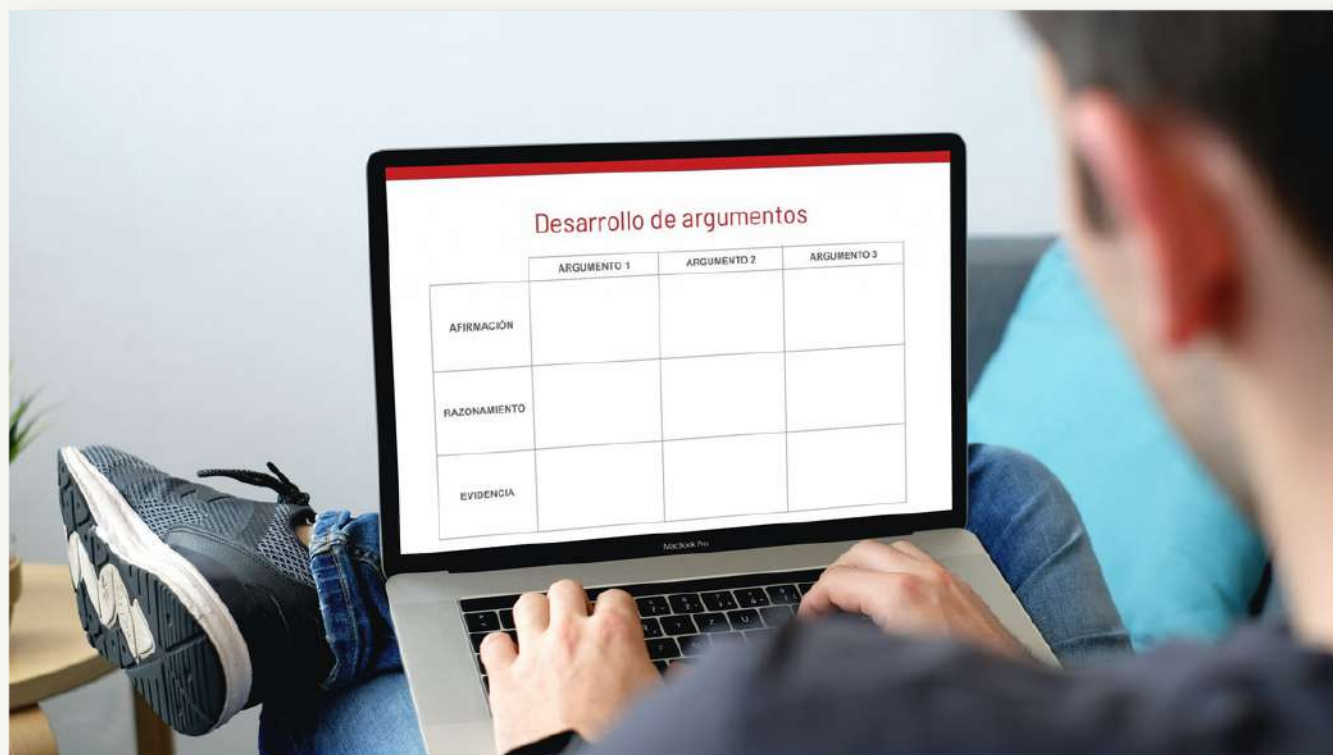 Desarrollo de argumentos
ARGUMENTO 1 ARGUMENTO 2 ARGUMENTO 3
AFIRMACIÓN
RAZONAMIENTO
EVIDENCIA
MacBook Pro